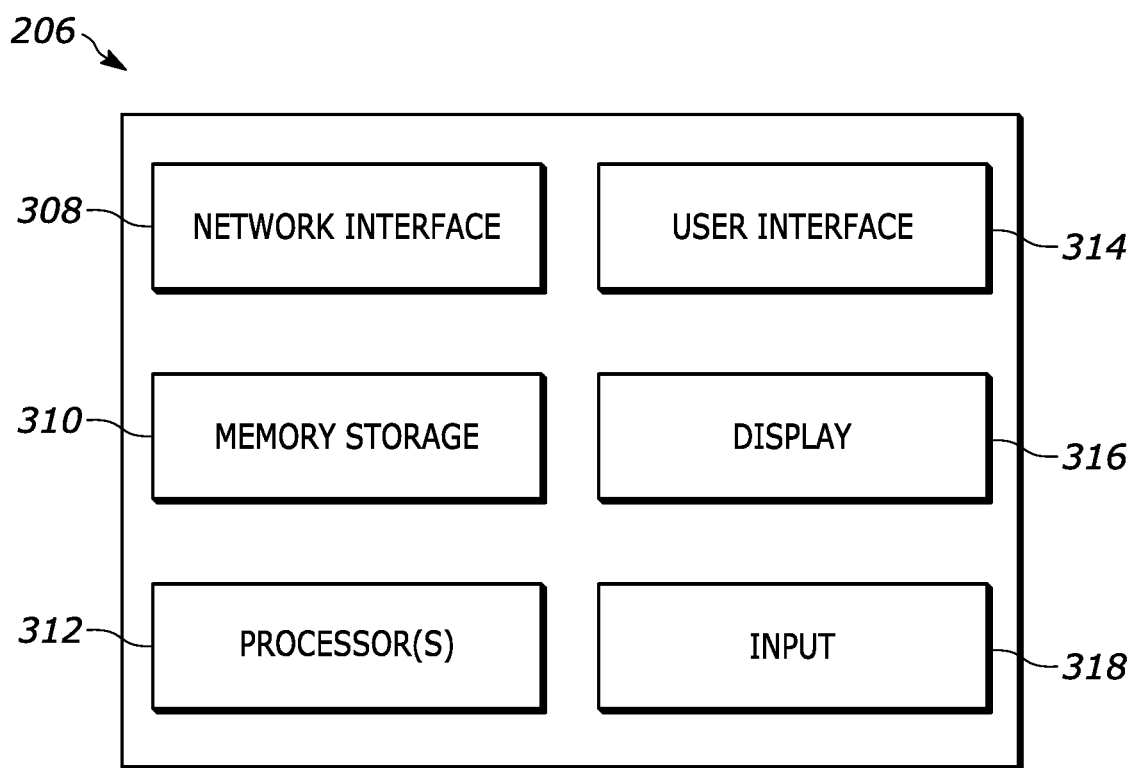 206
308 NETWORK INTERFACE
USER INTERFACE 314
310 MEMORY STORAGE
DISPLAY 316
312 PROCESSOR(S)
INPUT 318